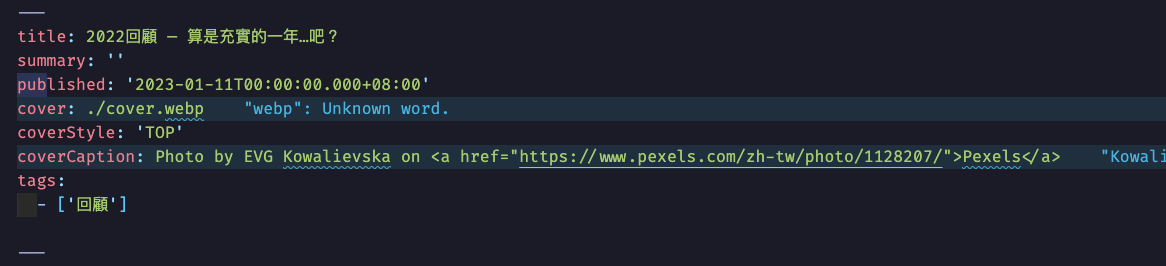 ---
title: 2022回顧 — 算是充實的一年…吧？
summary: ''
published: '2023-01-11T00:00:00.000+08:00'
cover: ./cover.webp "webp": Unknown word.
coverStyle: 'TOP'
coverCaption: Photo by EVG Kowalievska on <a href="https://www.pexels.com/zh-tw/photo/1128207/">Pexels</a> "Kowali
tags:
- ['回顧']
---